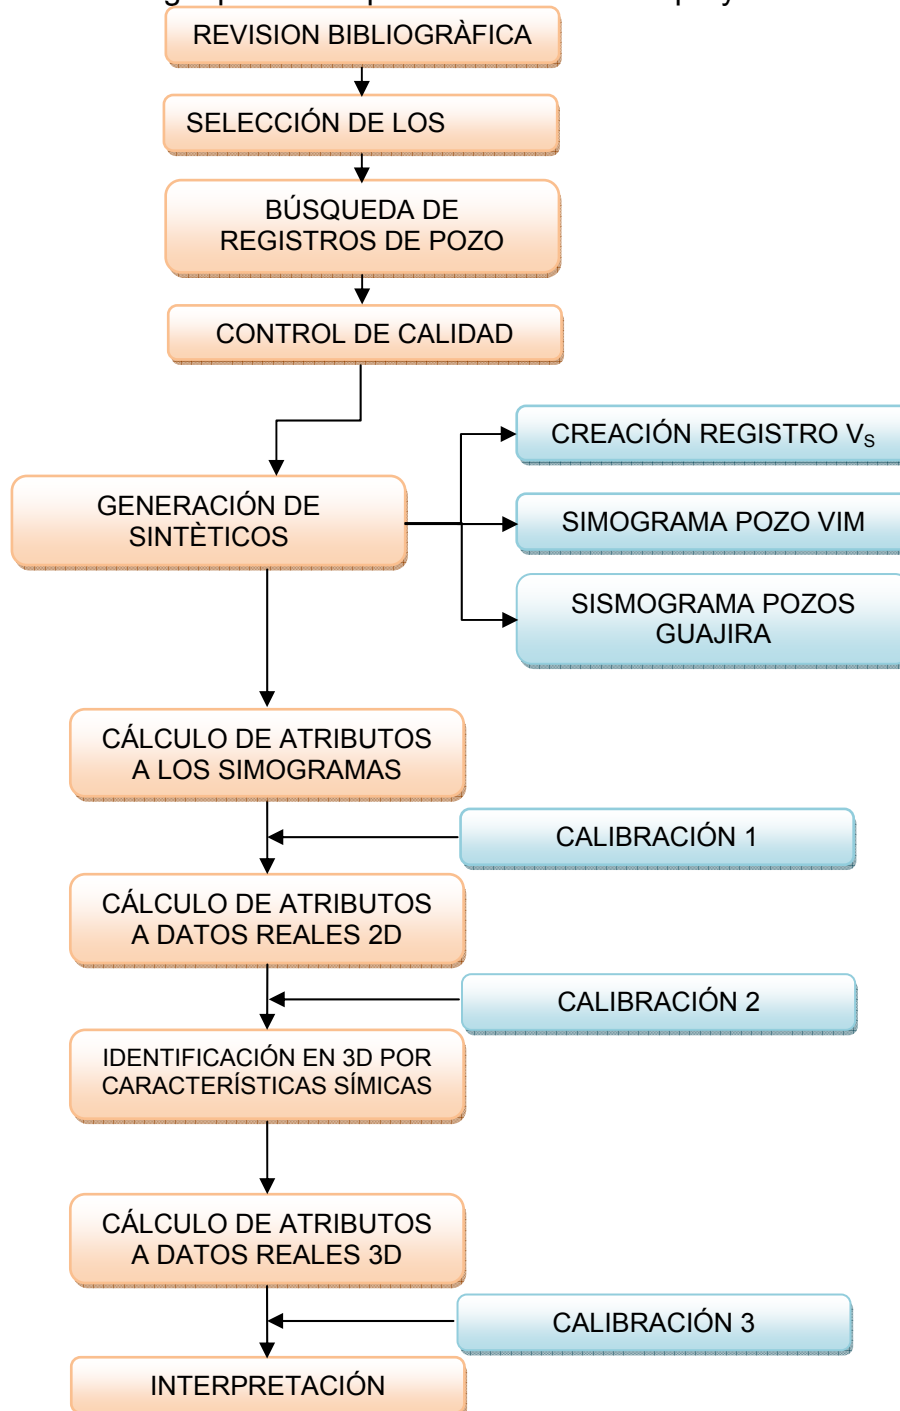 REVISION BIBLIOGRÀFICA
SELECCIÓN DE LOS
BÚSQUEDA DE
REGISTROS DE POZO
CONTROL DE CALIDAD
GENERACIÓN DE
SINTÈTICOS
CREACIÓN REGISTRO VS
SIMOGRAMA POZO VIM
SISMOGRAMA POZOS
GUAJIRA
CÁLCULO DE ATRIBUTOS
A LOS SIMOGRAMAS
CALIBRACIÓN 1
CÁLCULO DE ATRIBUTOS
A DATOS REALES 2D
CALIBRACIÓN 2
IDENTIFICACIÓN EN 3D POR
CARACTERÍSTICAS SÍMICAS
CÁLCULO DE ATRIBUTOS
A DATOS REALES 3D
CALIBRACIÓN 3
INTERPRETACIÓN